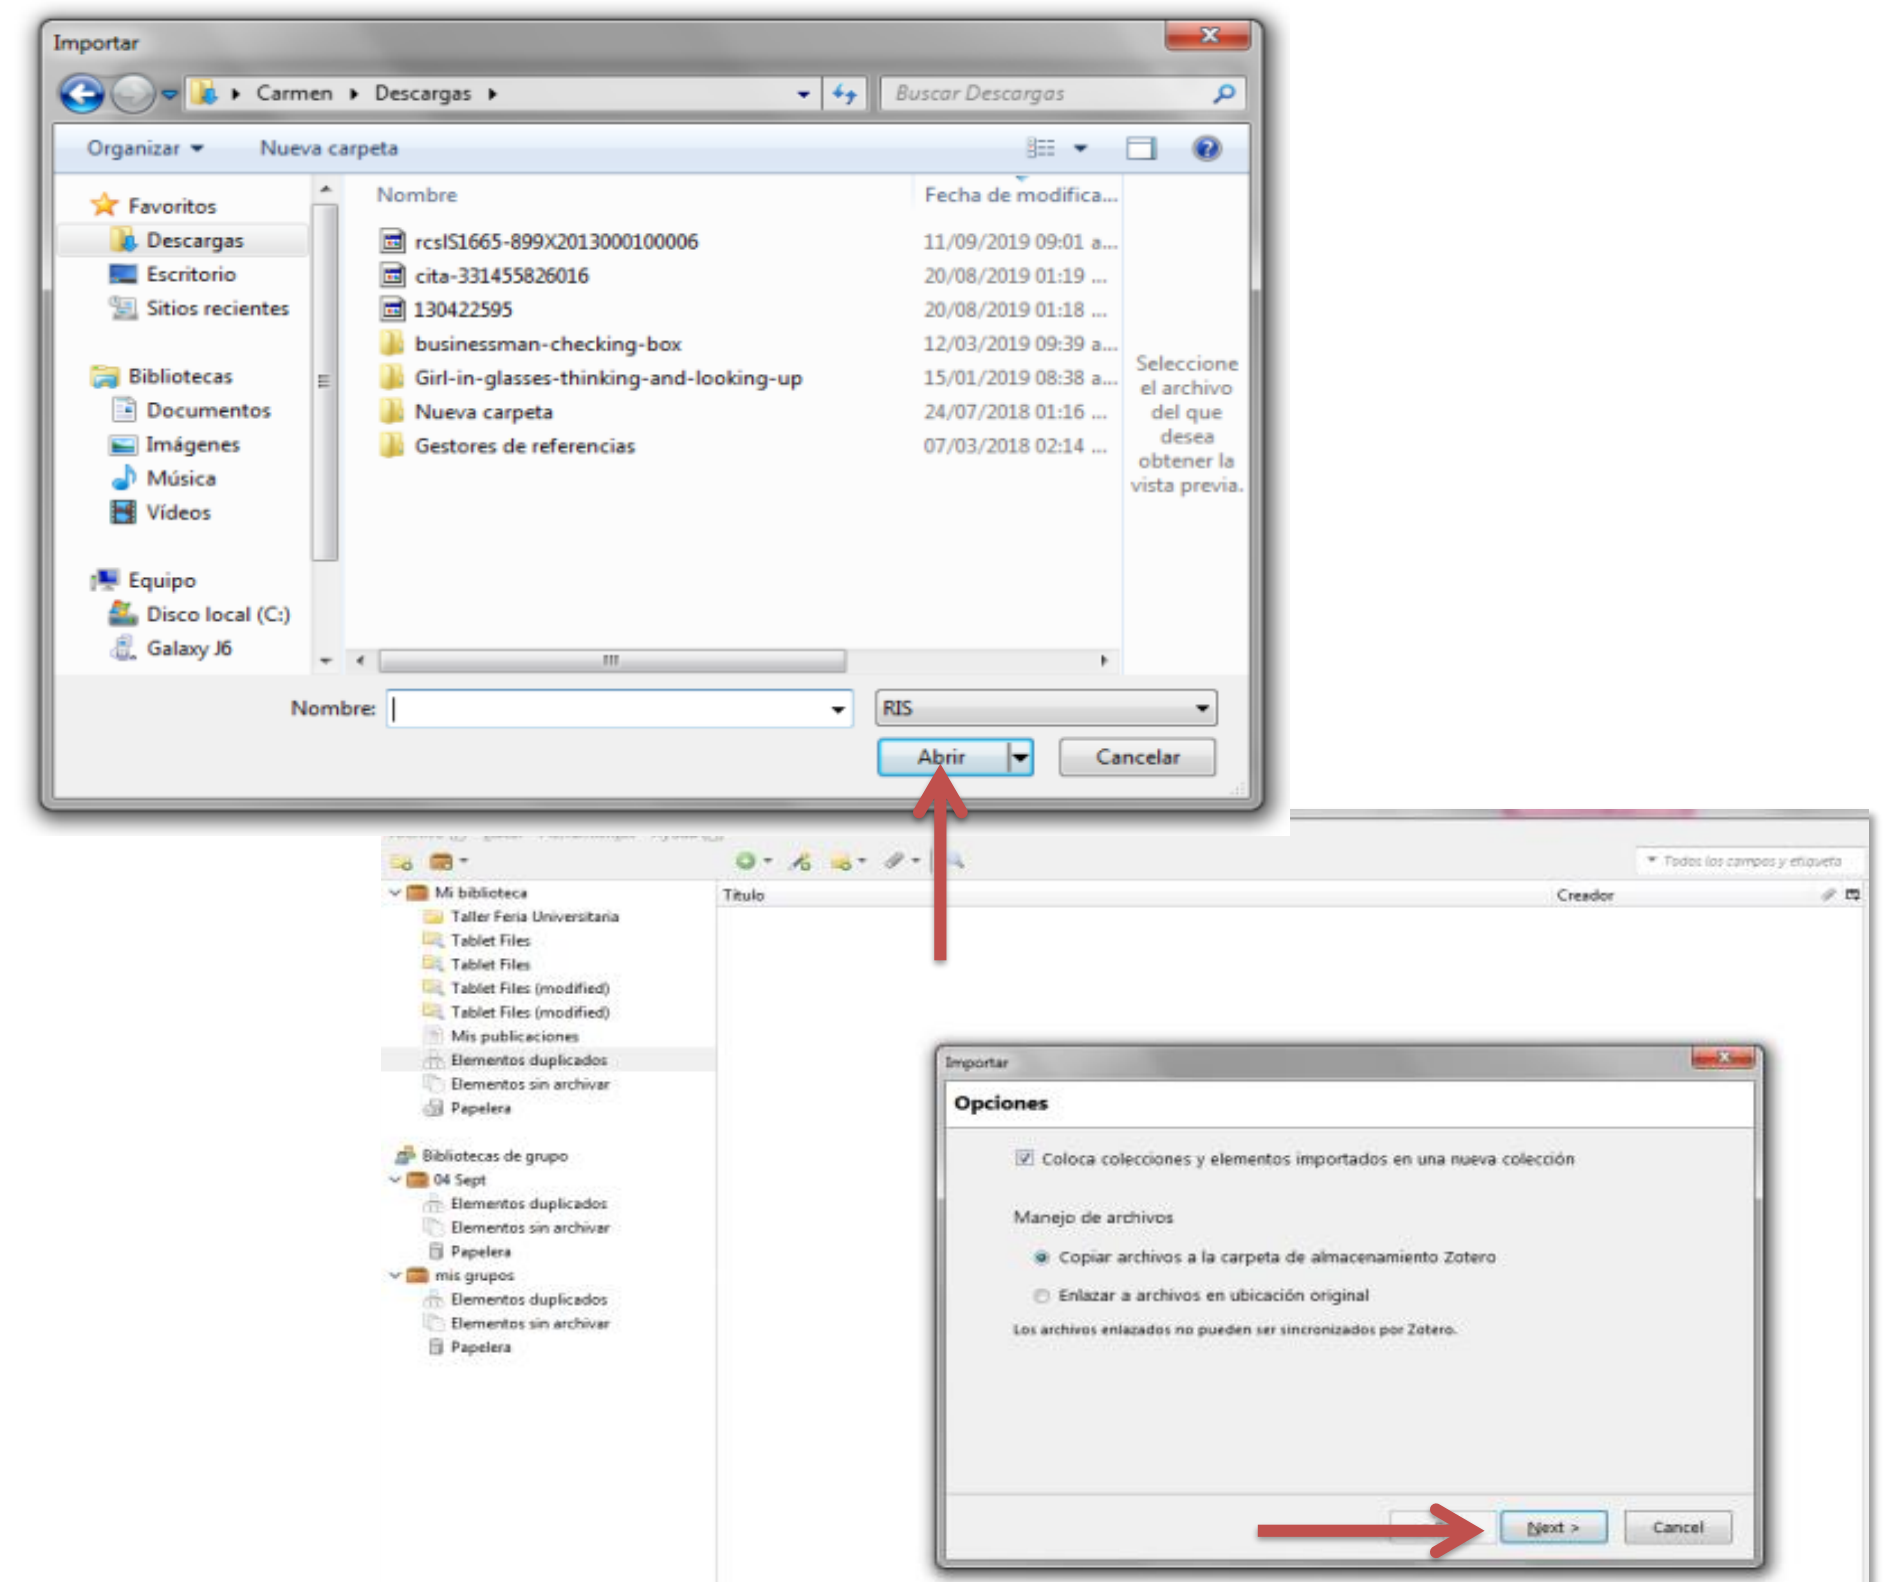 Importar
Carmen Descargas Buscar Descargas
Organizar Nueva carpeta
Favoritos
Descargas
Escritorio
Sitios recientes
Bibliotecas
Documentos
Imágenes
Música
Vídeos
Equipo
Disco local (C:)
Galaxy J6
Nombre Fecha de modifica...
rcsIS1665-899X2013000100006 11/09/2019 09:01 a...
cita-331455826016 20/08/2019 01:19 ...
130422595 20/08/2019 01:18 ...
businessman-checking-box 12/03/2019 09:39 a...
Girl-in-glasses-thinking-and-looking-up 15/01/2019 08:38 a...
Nueva carpeta 24/07/2018 01:16 ...
Gestores de referencias 07/03/2018 02:14 ...
Seleccione
el archivo
del que
desea
obtener la
vista previa.
Nombre: RIS
Abrir Cancelar
Todos los campos y etiqueta
Mi biblioteca
Taller Feria Universitaria
Tablet Files
Tablet Files
Tablet Files (modified)
Tablet Files (modified)
Mis publicaciones
Elementos duplicados
Elementos sin archivar
Papelera
Bibliotecas de grupo
04 Sept
Elementos duplicados
Elementos sin archivar
Papelera
mis grupos
Elementos duplicados
Elementos sin archivar
Papelera
Título Creador
Importar
Opciones
Coloca colecciones y elementos importados en una nueva colección
Manejo de archivos
Copiar archivos a la carpeta de almacenamiento Zotero
Enlazar a archivos en ubicación original
Los archivos enlazados no pueden ser sincronizados por Zotero.
Next > Cancel